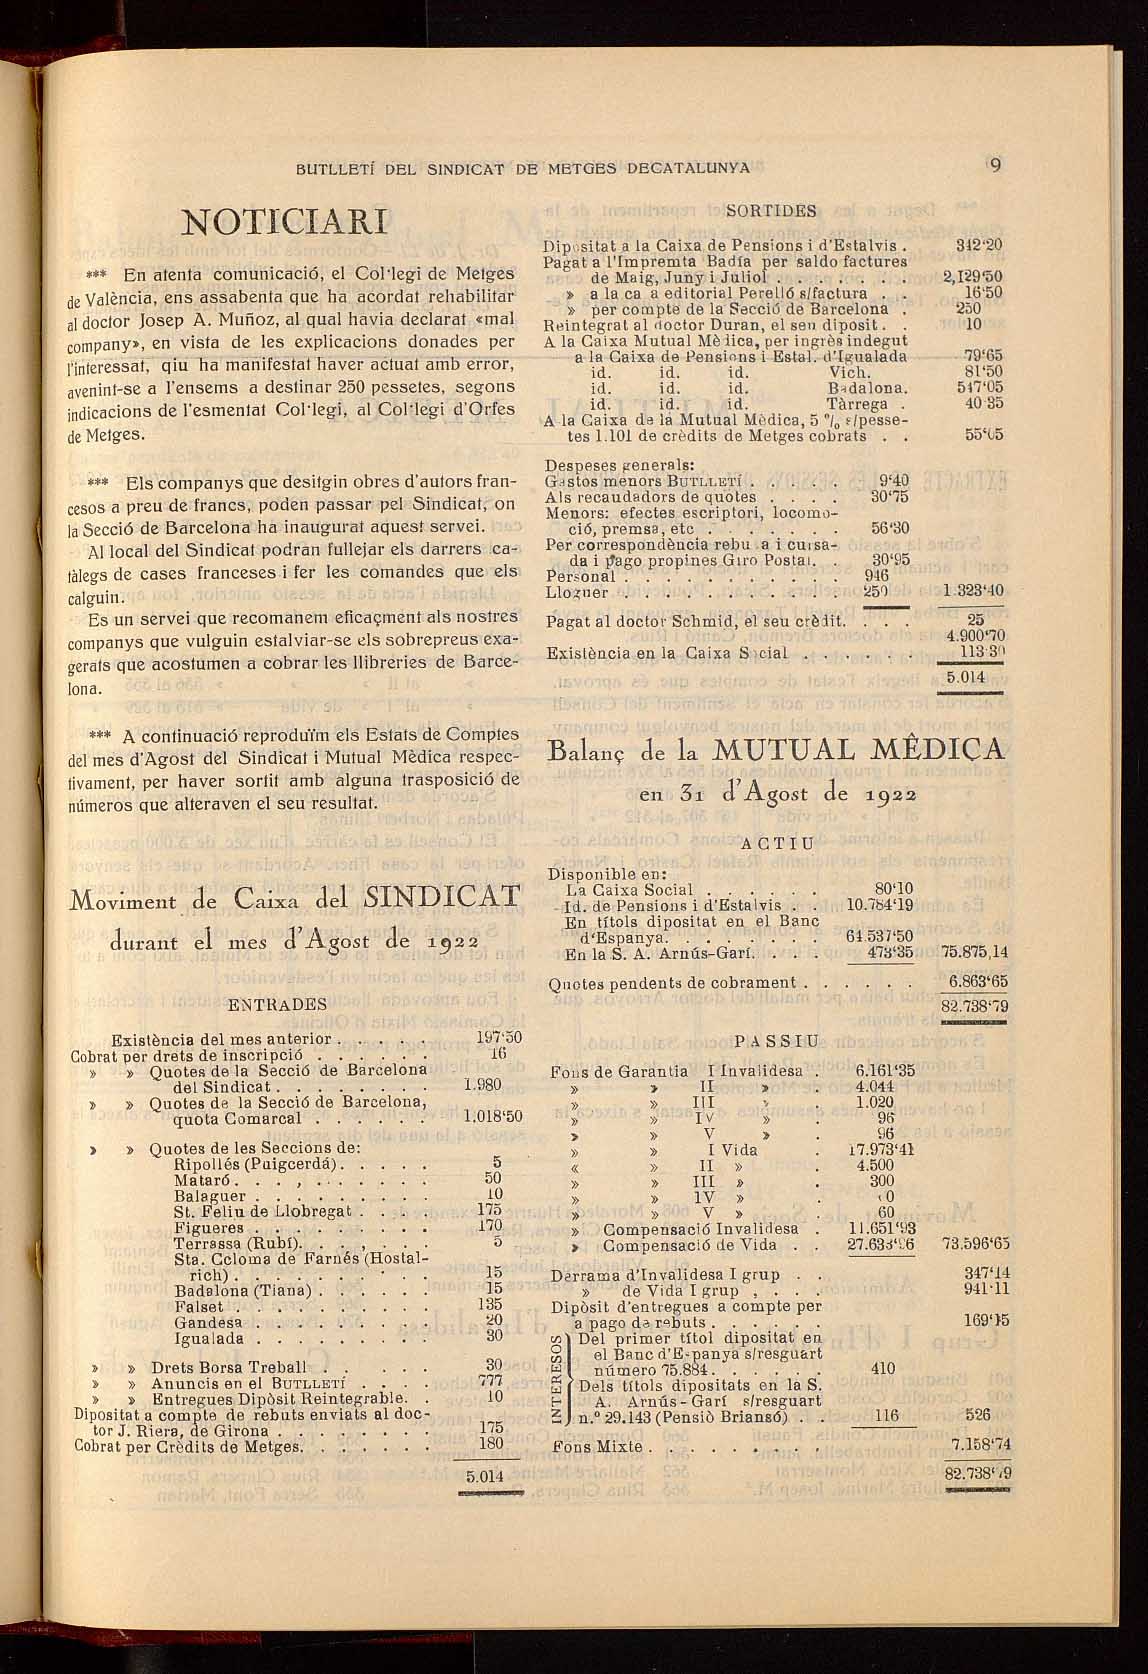 BUTLLETÍ DEL SINDICAT DE METGES DECATALUNYA 9
NOTICIARI
*** En atenta comunicació, el Col·legi de Metges
de València, ens assabenta que ha acordat rehabilitar
al doctor Josep A. Muñoz, al qual havia declarat «mal
company», en vista de les explicacions donades per
l'interessat, qiu ha manifestat haver actuat amb error,
avenint-se a l'ensems a destinar 250 pessetes, segons
indicacions de l'esmentat Col·legi, al Col·legi d'Orfes
de Metges.
*** Els companys que desitgin obres d'autors fran-
cesos a preu de francs, poden passar pel Sindicat, on
la Secció de Barcelona ha inaugurat aquest servei.
Al local del Sindicat podran fullejar els darrers ca-
tàlegs de cases franceses i fer les comandes que els
calguin.
Es un servei que recomanem eficaçment als nostres
companys que vulguin estalviar-se els sobrepreus exa-
gerats que acostumen a cobrar les llibreries de Barce-
lona.
*** A continuació reproduïm els Estats de Comptes
del mes d'Agost del Sindicat i Mutual Mèdica respec-
tivament, per haver sortit amb alguna trasposició de
números que alteraven el seu resultat.
Moviment de Caixa del SINDICAT
durant el mes d'Agost de 1922
ENTRADES
Existència del mes anterior . . . . . 197'50
Cobrat per drets de inscripció . . . . . . 16
» » Quotes de la Secció de Barcelona
del Sindicat . . . . . . . . 1.980
» » Quotes de la Secció de Barcelona,
quota Comarcal . . . . . . 1.018'50
» » Quotes de les Seccions de:
Ripollés (Puigcerdá) . . . . . 5
Mataró . . . . . . . . . 50
Balaguer . . . . . . . . . 10
St. Feliu de Llobregat . . . . 175
Figueres . . . . . . . . . 170
Terrassa (Rubí) . . . . . . . 5
Sta. Coloma de Farnés (Hostal-
rich) . . . . . . . . . . 15
Badalona (Tiana) . . . . . . 15
Falset . . . . . . . . . . 135
Gandesa . . . . . . . . . 20
Igualada . . . . . . . . . 30
» » Drets Borsa Treball . . . . . . 30
» » Anuncis en el BUTLLETÍ . . . . 777
» » Entregues Dipòsit Reintegrable. . 10
Dipositat a compte de rebuts enviats al doc-
tor J. Riera, de Girona . . . . . . . . 175
Cobrat per Crèdits de Metges. . . . . . . 180
5.014
SORTIDES
Dipositat a la Caixa de Pensions i d'Estalvis . 342'20
Pagat a l'Impremta Badía per saldo factures
de Maig, Juny i Juliol . . . . . . . 2,129'50
» a la ca a editorial Perelló s/factura . . 16'50
» per compte de la Secció de Barcelona . 250
Reintegrat al doctor Duran, el seu diposit . . 10
A la Caixa Mutual Mèdica, per ingrès indegut
a la Caixa de Pensions i Estal. d'Igualada 79'65
id. id. id. Vich. 81'50
id. id. id. Badalona. 547'05
id. id. id. Tàrrega . 40 35
A la Caixa de la Mutual Mèdica, 5 % s/pesse-
tes 1.101 de crèdits de Metges cobrats . . 55'05
Despeses generals:
Gastos menors BUTLLETÍ . . . . . 9'40
Als recaudadors de quotes . . . . 30'75
Menors: efectes escriptori, locomo-
ció, premsa, etc . . . . . . . 56'30
Per correspondència rebu a i cursa-
da i pago propines Giro Postal. . 30'95
Personal . . . . . . . . . . . 946
Lloguer . . . . . . . . . . . 250 1.323'40
Pagat al doctor Schmid, el seu crèdit. . . . 25
4.900'70
Existència en la Caixa Social . . . . . . 113 30
5.014
Balanç de la MUTUAL MÊDICA
en 31 d'Agost de 1922
ACTIU
Disponible en:
La Caixa Social . . . . . . 80'10
Id. de Pensions i d'Estalvis . . 10.784'19
En títols dipositat en el Banc
d'Espanya. . . . . . . . 64.537'50
En la S. A. Arnús-Garí. . . . 473'35 75.875,14
Quotes pendents de cobrament . . . . . . 6.863'65
82.738'79
PASSIU
Fons de Garantia I Invalidesa . 6.161'35
» » II » . 4.044
» » III » 1.020
» » IV » . 96
» » V » . 96
» » I Vida . 17.973'41
« » II » . 4.500
» » III » . 300
» » IV » . 0
» » V » . 60
» Compensació Invalidesa . 11.651'93
» Compensació de Vida . . 27.633'96 73.596'65
Derrama d'Invalidesa I grup . . 347'14
» de Vida I grup , . . 941·11
Dipòsit d'entregues a compte per
a pago de rebuts . . . . . . 169'15
INTERESOS
Del primer títol dipositat en
el Banc d'Espanya s/resguart
número 75.884 . . . . . . 410
Dels títols dipositats en la S.
A. Arnús-Garí s/resguart
n.º 29.143 (Pensiò Briansó) . . 116 526
Fons Mixte . . . . . . . . . 7.158'74
82.738'79